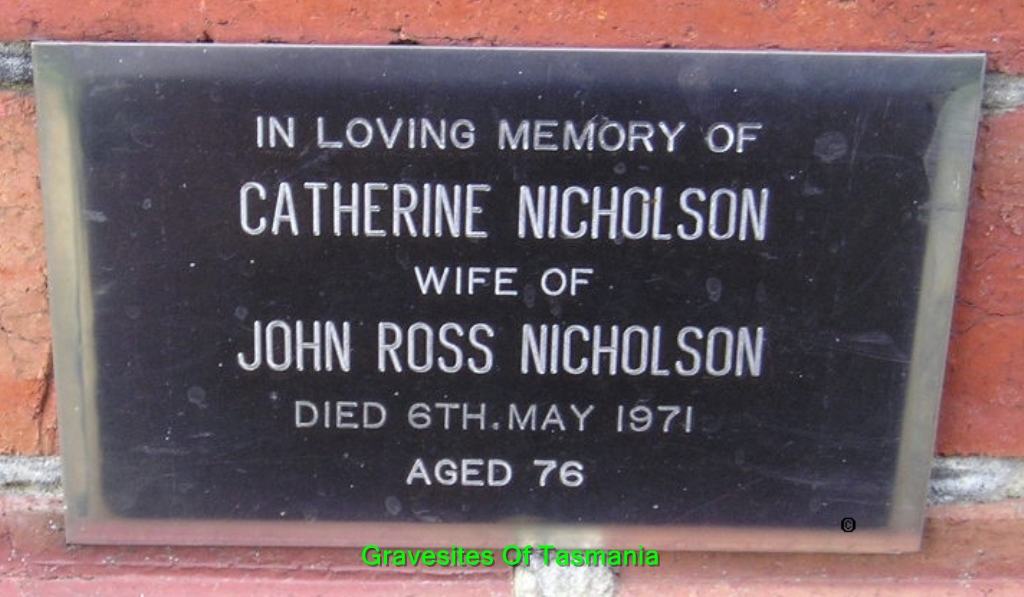 IN LOVING MEMORY OF
CATHERINE NICHOLSON
WIFE OF
JOHN ROSS NICHOLSON
DIED 6TH.MAY 1971
AGED 76
©
Gravesites Of Tasmania